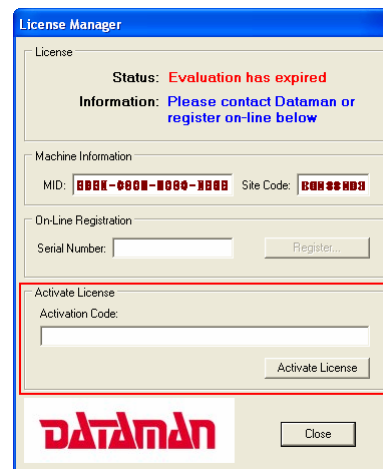 License Manager
License
Status: Evaluation has expired
Information: Please contact Dataman or
register on-line below
Machine Information
MID: Site Code:
On-Line Registration
Serial Number: Register...
Activate License
Activation Code:
Activate License
DATAMAN
Close